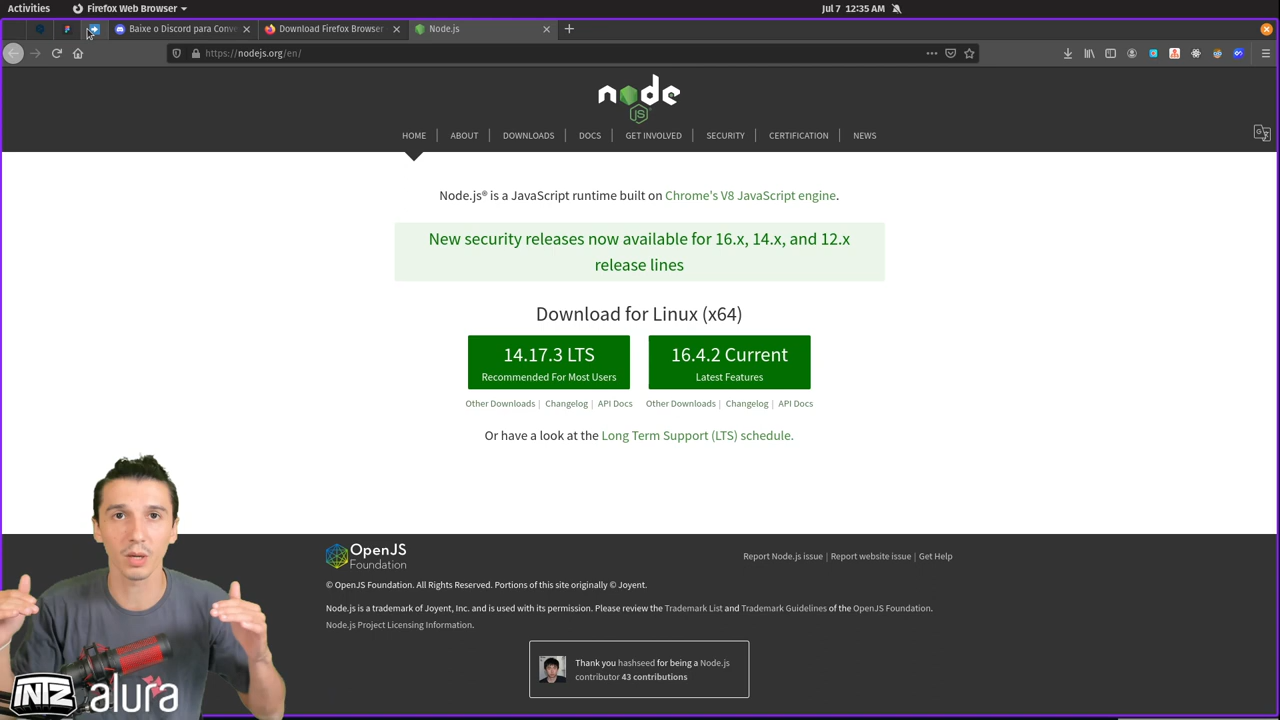 Activities
Firefox Web Browser
Jul 7 12:35 AM
Baixe o Discord para Conve
Download Firefox Browser
Node.js
https://nodejs.org/en/
node
JS
HOME
ABOUT
DOWNLOADS
DOCS
GET INVOLVED
SECURITY
CERTIFICATION
NEWS
Node.js® is a JavaScript runtime built on Chrome's V8 JavaScript engine.
New security releases now available for 16.x, 14.x, and 12.x
release lines
Download for Linux (x64)
14.17.3 LTS
Recommended For Most Users
16.4.2 Current
Latest Features
Other Downloads | Changelog | API Docs
Other Downloads | Changelog | API Docs
Or have a look at the Long Term Support (LTS) schedule.
OpenJS
Foundation
Report Node.js issue | Report website issue | Get Help
© OpenJS Foundation. All Rights Reserved. Portions of this site originally © Joyent.
Node.js is a trademark of Joyent, Inc. and is used with its permission. Please review the Trademark List and Trademark Guidelines of the OpenJS Foundation.
Node.js Project Licensing Information.
Thank you hashseed for being a Node.js
contributor 43 contributions
INTZ
alura